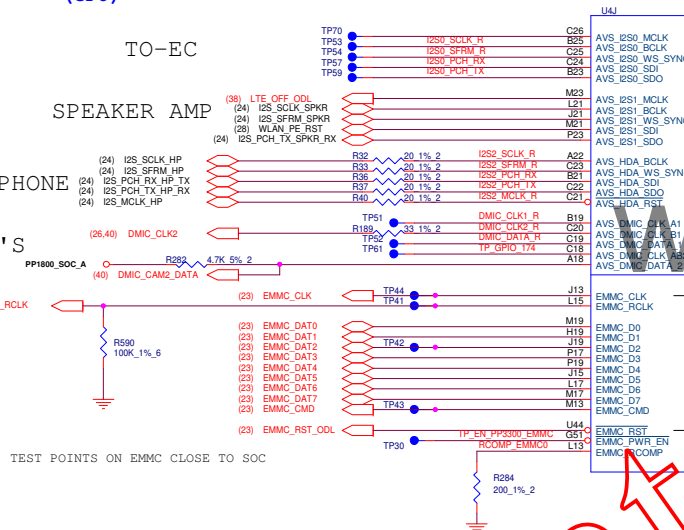 U4J
TO-EC
TP70 C26 AVS_I2S0_MCLK
TP53 I2S0_SCLK_R B25 AVS_I2S0_BCLK
TP54 I2S0_SFRM_R C25 AVS_I2S0_WS_SYNC
TP57 I2S0_PCH_RX C24 AVS_I2S0_SDI
TP59 I2S0_PCH_TX B23 AVS_I2S0_SDO
SPEAKER AMP
(38) LTE_OFF_ODL M23 AVS_I2S1_MCLK
(24) I2S_SCLK_SPKR L21 AVS_I2S1_BCLK
(24) I2S_SFRM_SPKR J21 AVS_I2S1_WS_SYNC
(28) WLAN_PE_RST M21 AVS_I2S1_SDI
(24) I2S_PCH_TX_SPKR_RX P23 AVS_I2S1_SDO
PHONE
(24) I2S_SCLK_HP R32 20_1%_2 I2S2_SCLK_R A22 AVS_HDA_BCLK
(24) I2S_SFRM_HP R33 20_1%_2 I2S2_SFRM_R C23 AVS_HDA_WS_SYN
(24) I2S_PCH_RX_HP_TX R36 20_1%_2 I2S2_PCH_RX B21 AVS_HDA_SDI
(24) I2S_PCH_TX_HP_RX R37 20_1%_2 I2S2_PCH_TX C22 AVS_HDA_SDO
(24) I2S_MCLK_HP R40 20_1%_2 I2S2_MCLK_R C21 AVS_HDA_RST
'S
TP51 DMIC_CLK1_R B19 AVS_DMIC_CLK_A1
(26,40) DMIC_CLK2 R189 33_1%_2 DMIC_CLK2_R C20 AVS_DMIC_CLK_B1
TP52 DMIC_DATA_R C19 AVS_DMIC_DATA
TP61 TP_GPIO_174 C18 AVS_DMIC_CLK_AB
PP1800_SOC_A R282 4.7K_5%_2 A18 AVS_DMIC_DATA_2
(40) DMIC_CAM2_DATA
(23) EMMC_CLK TP44 J13 EMMC_CLK
_RCLK TP41 L15 EMMC_RCLK
R590
100K_1%_6
(23) EMMC_DAT0 M19 EMMC_D0
(23) EMMC_DAT1 H19 EMMC_D1
(23) EMMC_DAT2 TP42 J19 EMMC_D2
(23) EMMC_DAT3 P17 EMMC_D3
(23) EMMC_DAT4 P19 EMMC_D4
(23) EMMC_DAT5 J15 EMMC_D5
(23) EMMC_DAT6 L17 EMMC_D6
(23) EMMC_DAT7 M17 EMMC_D7
(23) EMMC_CMD TP43 M13 EMMC_CMD
(23) EMMC_RST_ODL U44 EMMC_RST
TP30 TP_EN_PP3300_EMMC G51 EMMC_PWR_EN
RCOMP_EMMC0 L13 EMMC_RCOMP
TEST POINTS ON EMMC CLOSE TO SOC
R284
200_1%_2